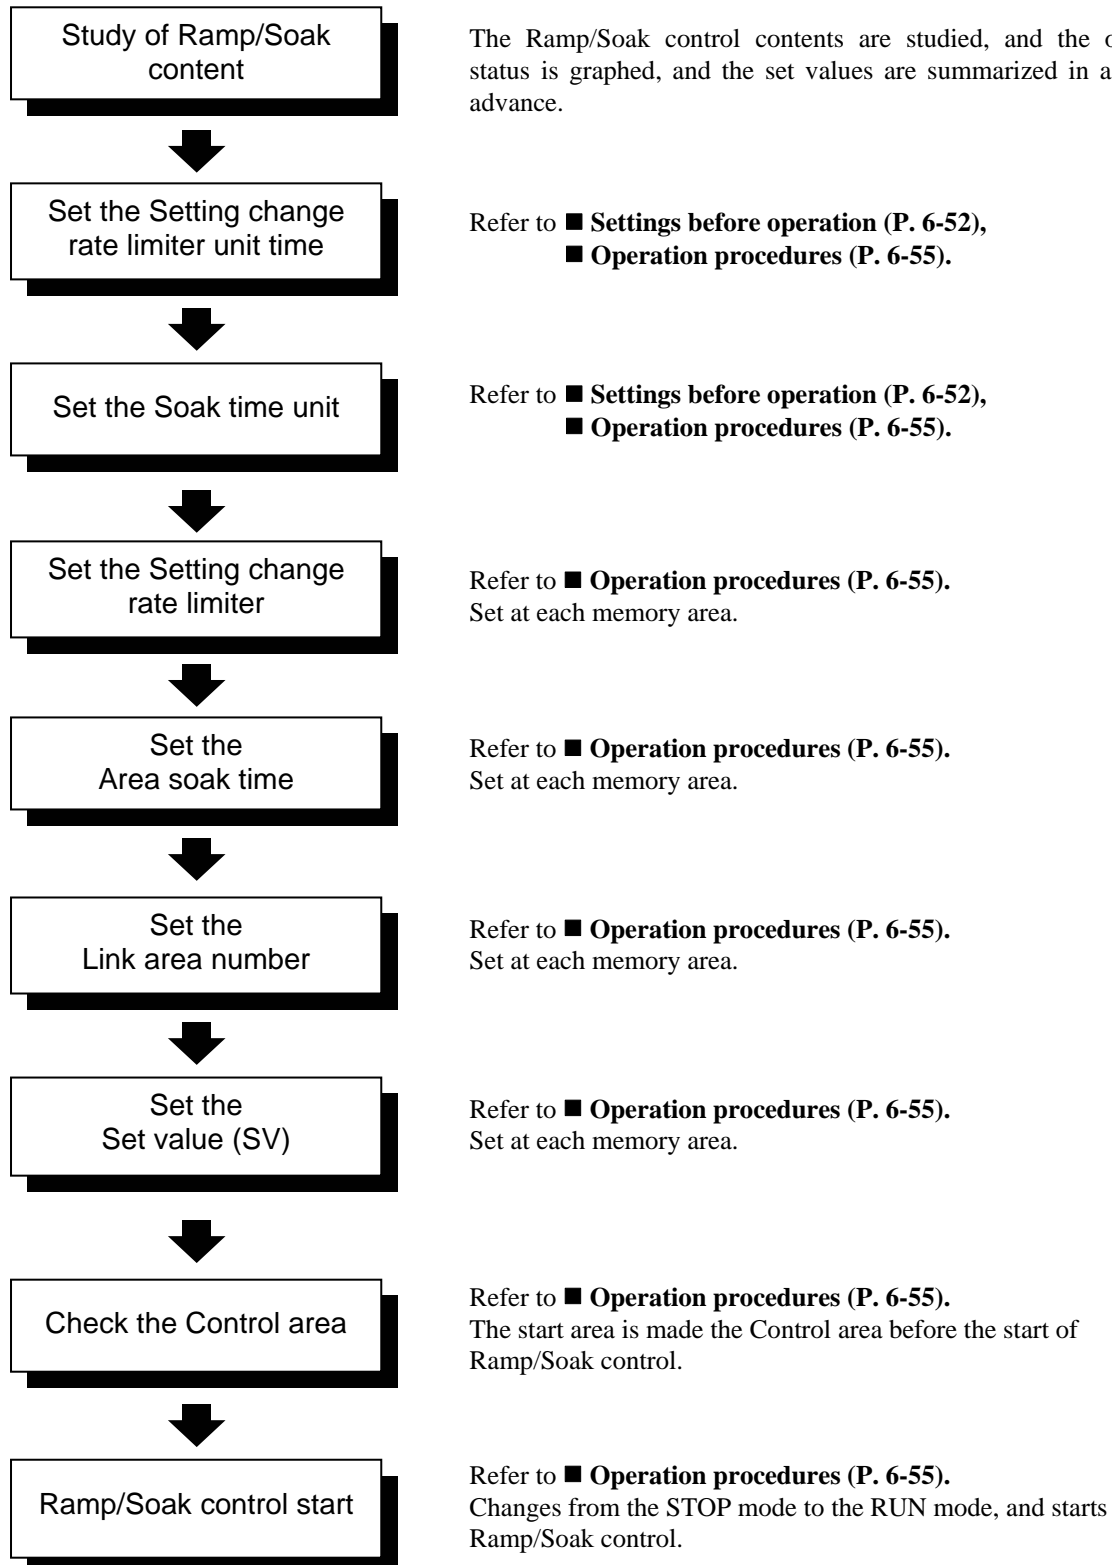 Study of Ramp/Soak
content
The Ramp/Soak control contents are studied, and the
status is graphed, and the set values are summarized in a
advance.
Set the Setting change
rate limiter unit time
Refer to ■ Settings before operation (P. 6-52),
■ Operation procedures (P. 6-55).
Set the Soak time unit
Refer to ■ Settings before operation (P. 6-52),
■ Operation procedures (P. 6-55).
Set the Setting change
rate limiter
Refer to ■ Operation procedures (P. 6-55).
Set at each memory area.
Set the
Area soak time
Refer to ■ Operation procedures (P. 6-55).
Set at each memory area.
Set the
Link area number
Refer to ■ Operation procedures (P. 6-55).
Set at each memory area.
Set the
Set value (SV)
Refer to ■ Operation procedures (P. 6-55).
Set at each memory area.
Check the Control area
Refer to ■ Operation procedures (P. 6-55).
The start area is made the Control area before the start of
Ramp/Soak control.
Ramp/Soak control start
Refer to ■ Operation procedures (P. 6-55).
Changes from the STOP mode to the RUN mode, and starts
Ramp/Soak control.